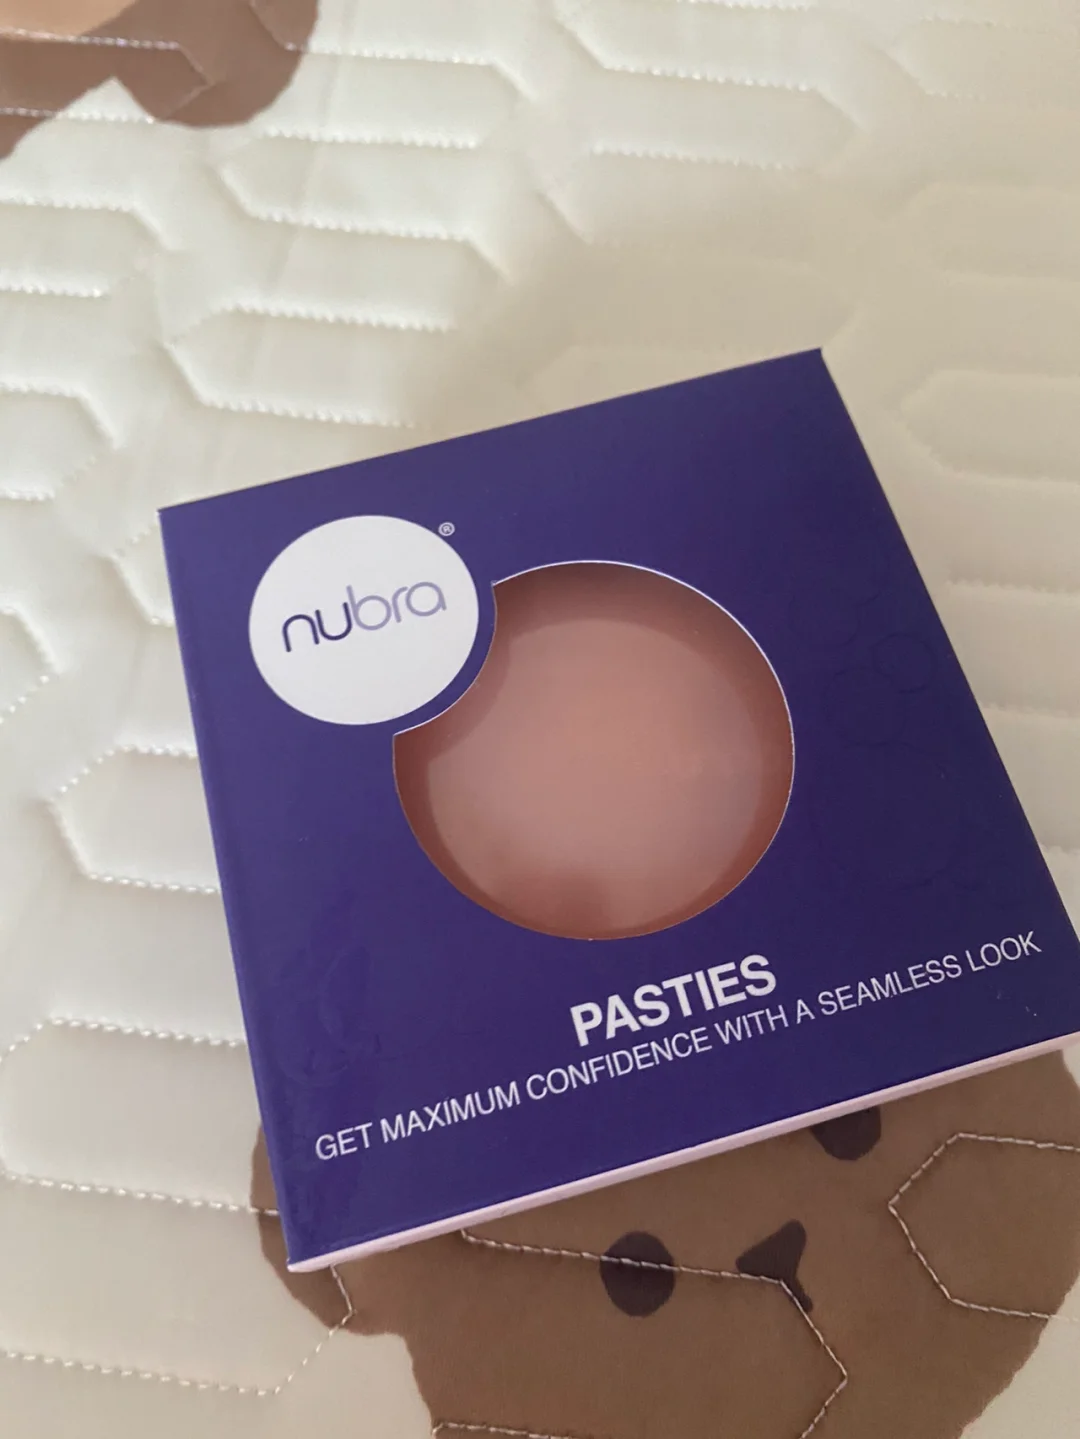 nubra®
PASTIES
GET MAXIMUM CONFIDENCE WITH A SEAMLESS LOOK